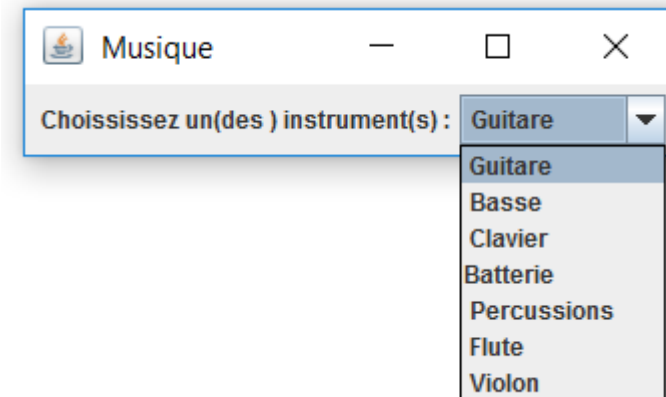 Musique
Choississez un(des ) instrument(s) : Guitare
Guitare
Basse
Clavier
Batterie
Percussions
Flute
Violon